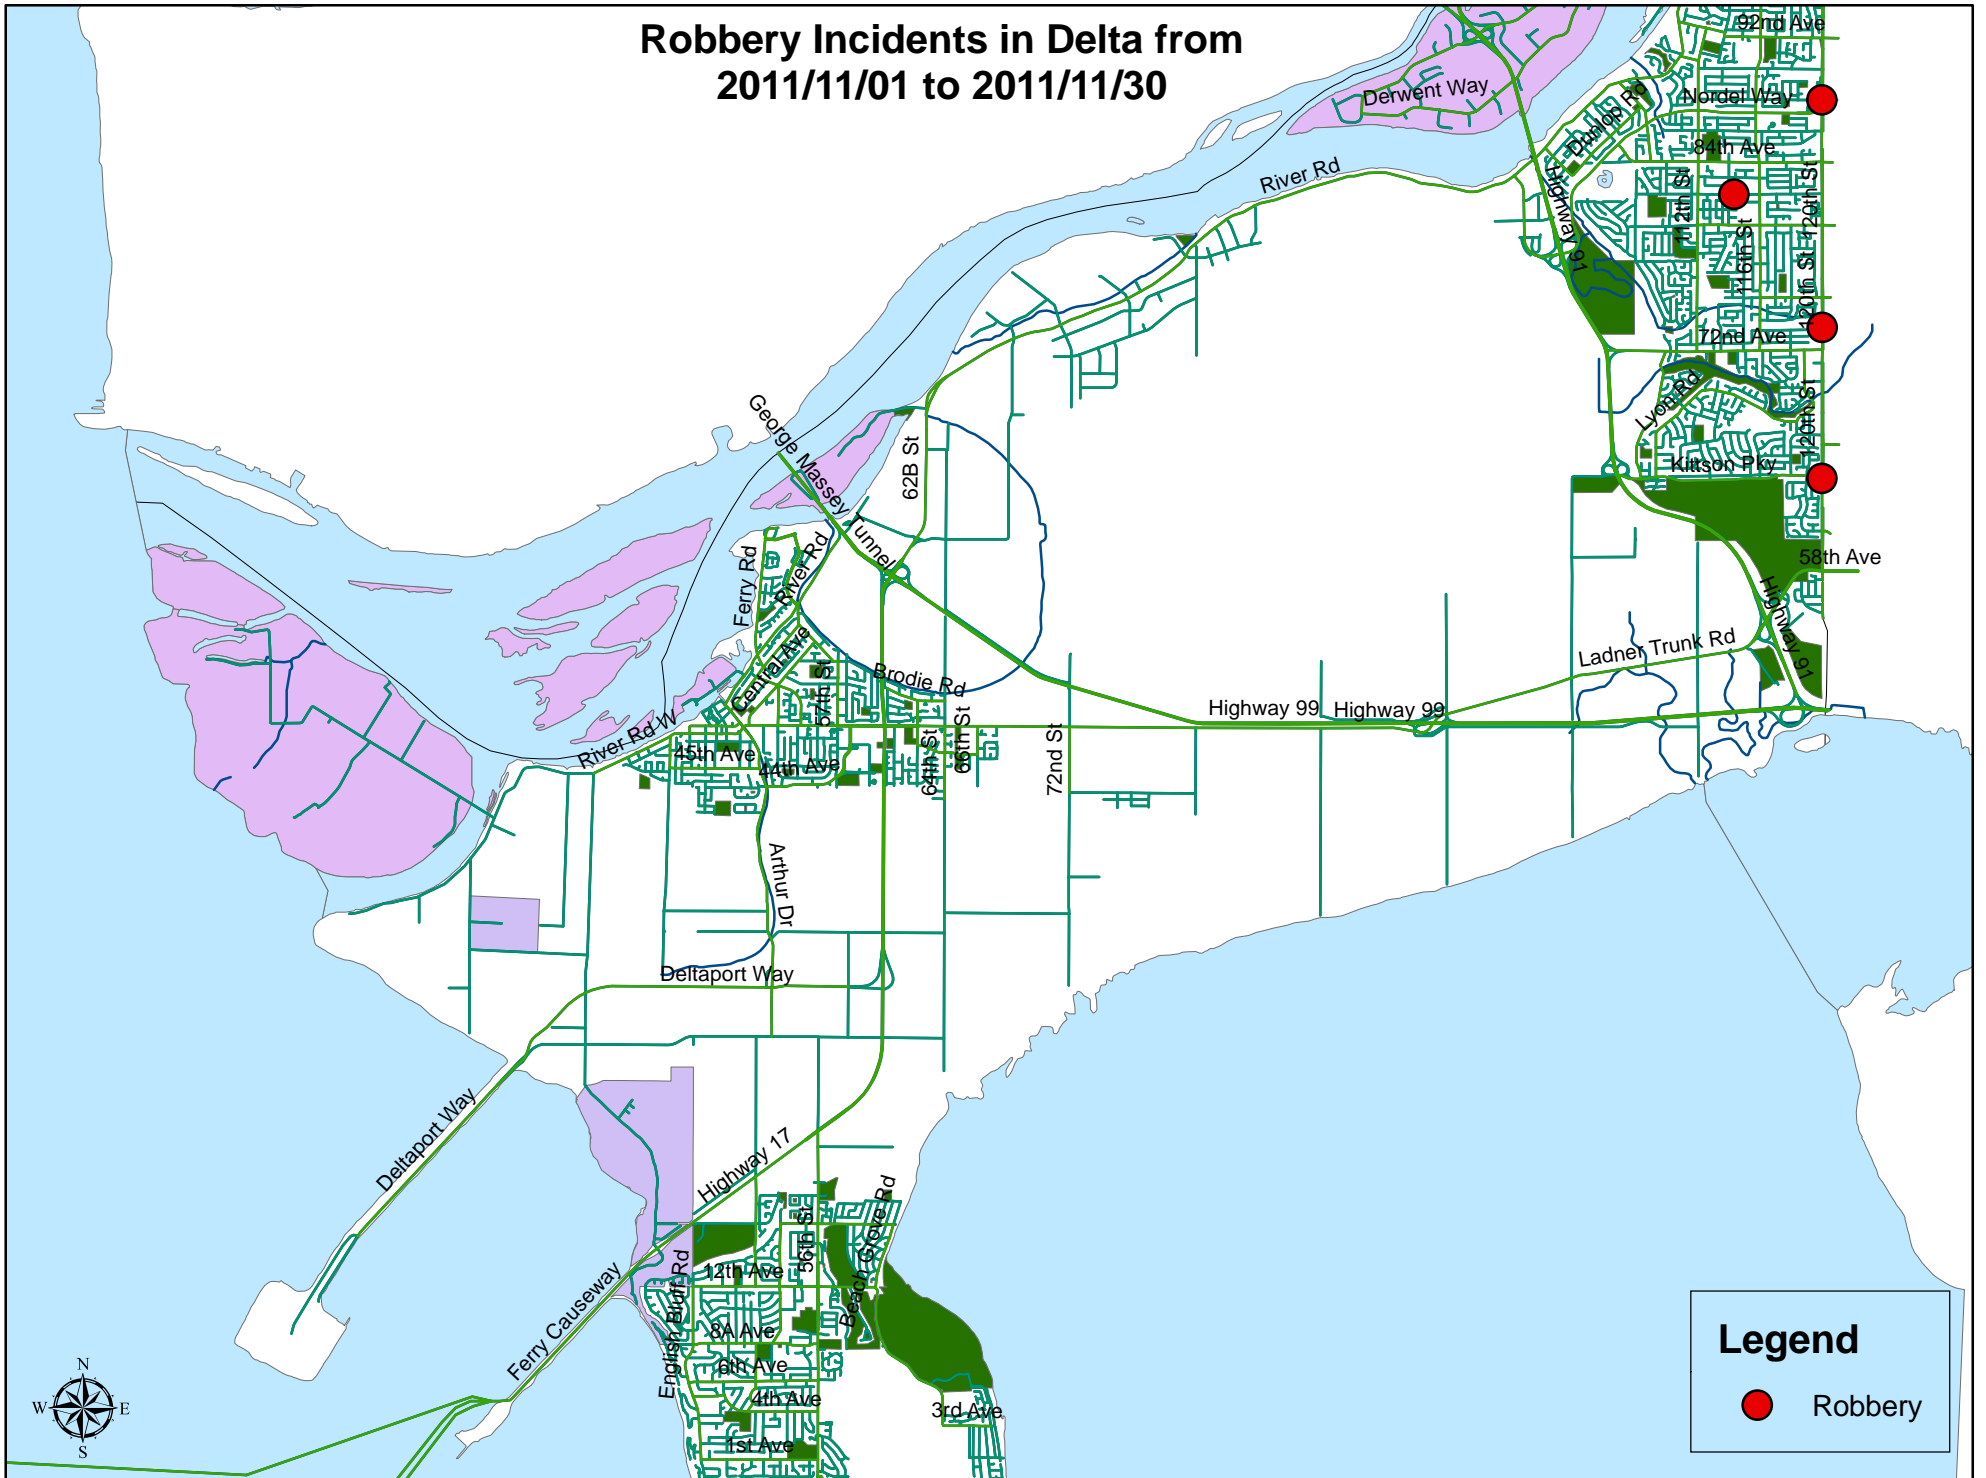 Robbery Incidents in Delta from
2011/11/01 to 2011/11/30
92nd Ave
Derwent Way
Nordel Way
Dunlop Rd
84th Ave
River Rd
Highway 91
112th St
120th St
116th St
120th St
72nd Ave
Lyon Rd
120th St
Kittson Pky
George Massey Tunnel
62B St
58th Ave
Ferry Rd
River Rd
Highway 91
Central Ave
Ladner Trunk Rd
Brodie Rd
57th St
Highway 99
Highway 99
River Rd W
45th Ave
44th Ave
64th St
66th St
72nd St
Arthur Dr
Deltaport Way
Deltaport Way
Highway 17
56th St
Beach Grove Rd
English Bluff Rd
12th Ave
Ferry Causeway
8A Ave
6th Ave
4th Ave
3rd Ave
1st Ave
N
W
E
S
Legend
Robbery